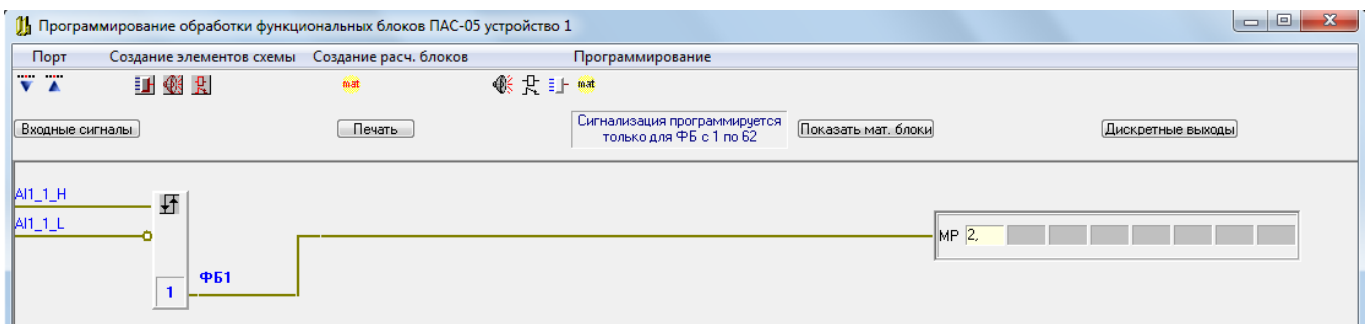 Программирование обработки функциональных блоков ПАС-05 устройство 1
Порт Создание элементов схемы Создание расч. блоков Программирование
mat mat
Входные сигналы Печать Сигнализация программируется только для ФБ с 1 по 62 Показать мат. блоки Дискретные выходы
AI1_1_H
AI1_1_L
МР 2,
ФБ1
1